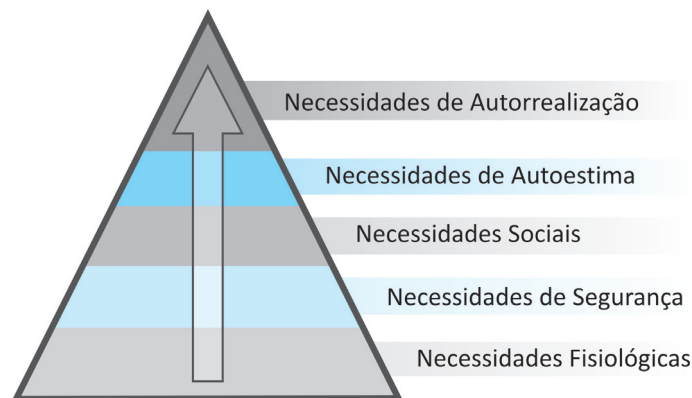 Necessidades de Autorrealização
Necessidades de Autoestima
Necessidades Sociais
Necessidades de Segurança
Necessidades Fisiológicas